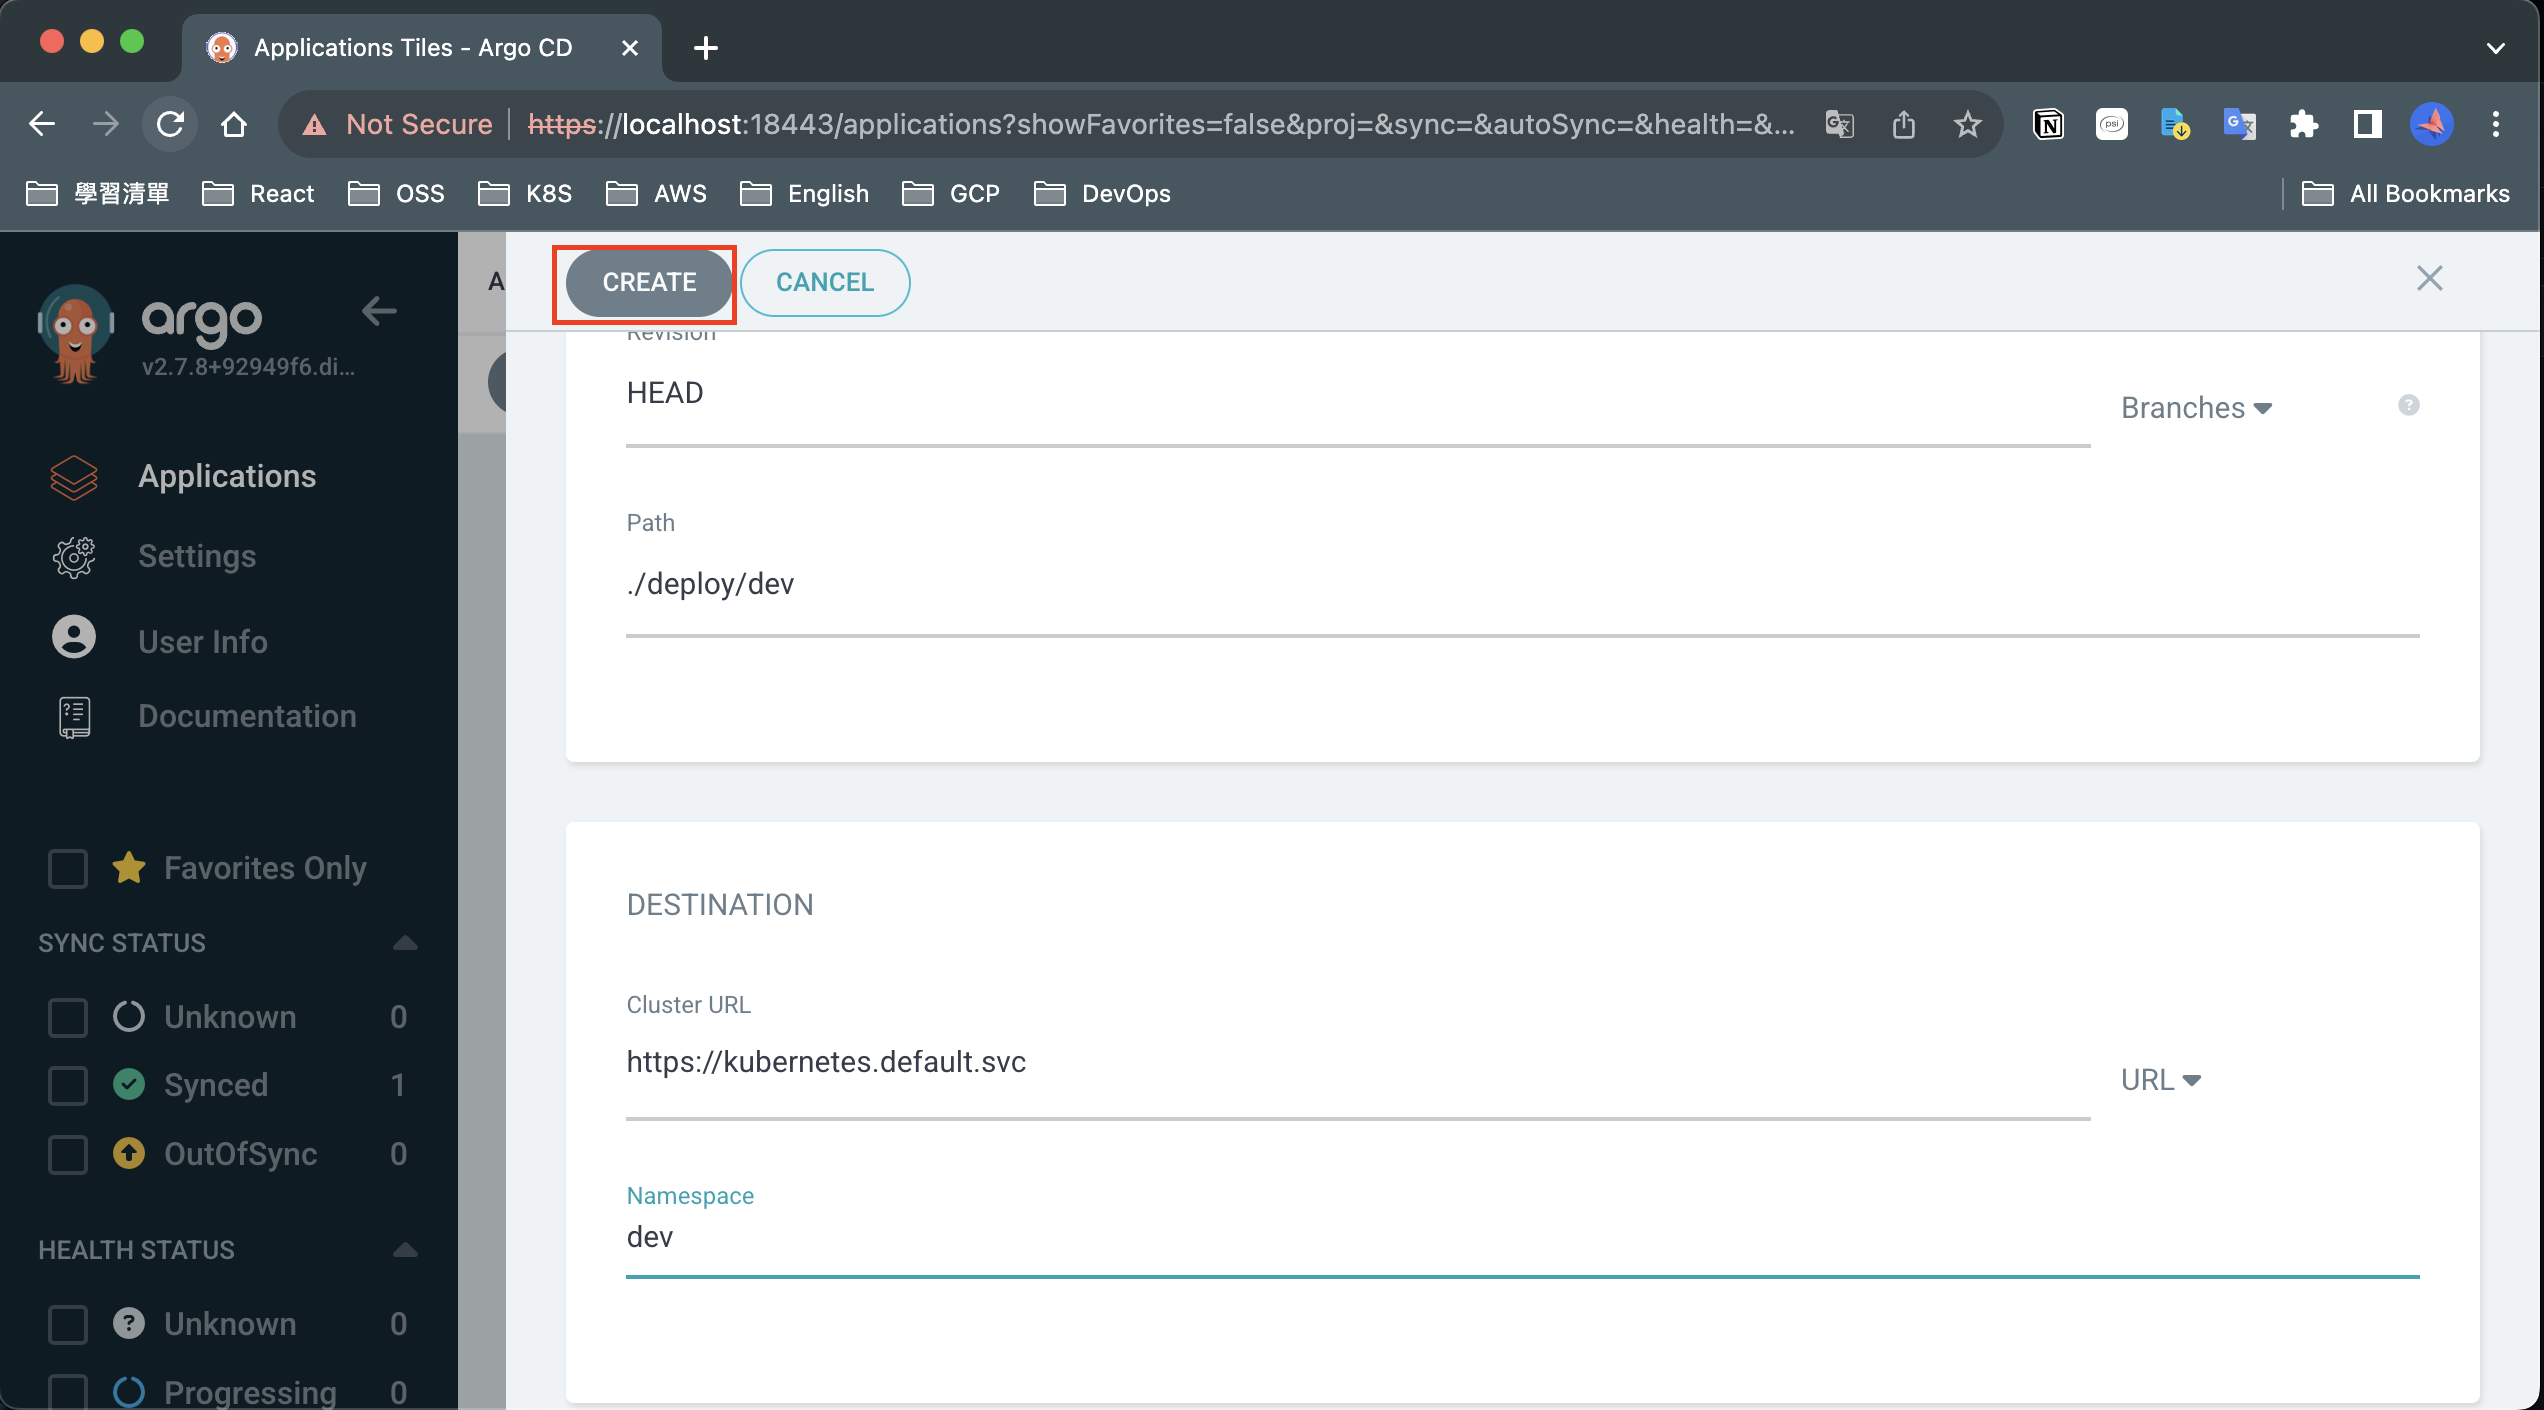 Applications Tiles - Argo CD
Not Secure
https://localhost:18443/applications?showFavorites=false&proj=&sync=&autoSync=&health=&...
學習清單
React
OSS
K8S
AWS
English
GCP
DevOps
All Bookmarks
argo
v2.7.8+92949f6.di...
Applications
Settings
User Info
Documentation
Favorites Only
SYNC STATUS
Unknown 0
Synced 1
OutOfSync 0
HEALTH STATUS
Unknown 0
Progressing 0
A
CREATE
CANCEL
Revision
HEAD
Branches
Path
./deploy/dev
DESTINATION
Cluster URL
https://kubernetes.default.svc
URL
Namespace
dev